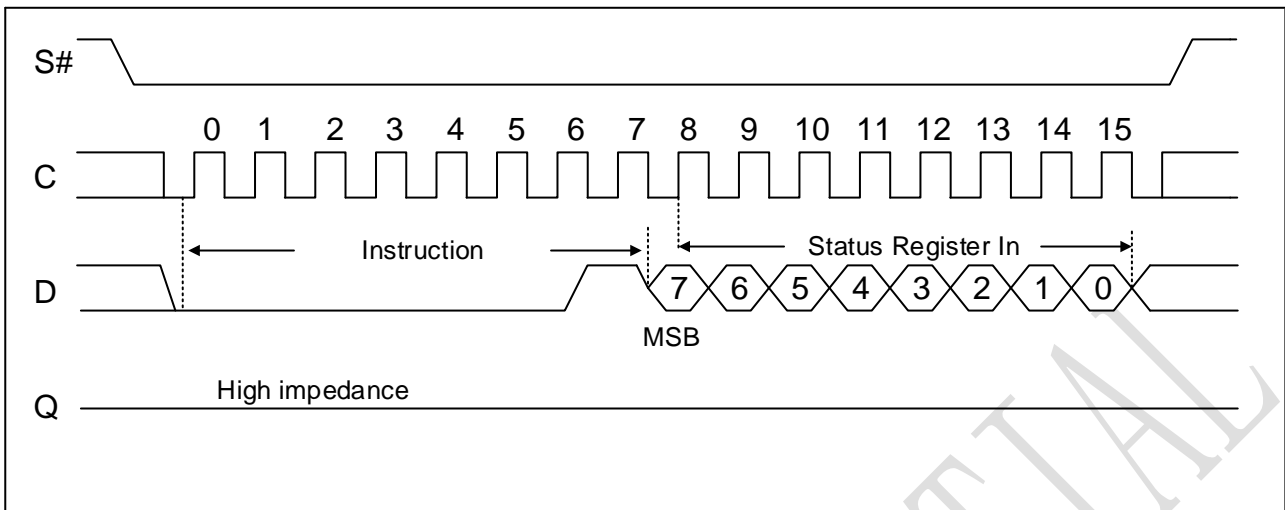 S#
0 1 2 3 4 5 6 7 8 9 10 11 12 13 14 15
C
Instruction
Status Register In
D
7 6 5 4 3 2 1 0
MSB
High impedance
Q
TIAL